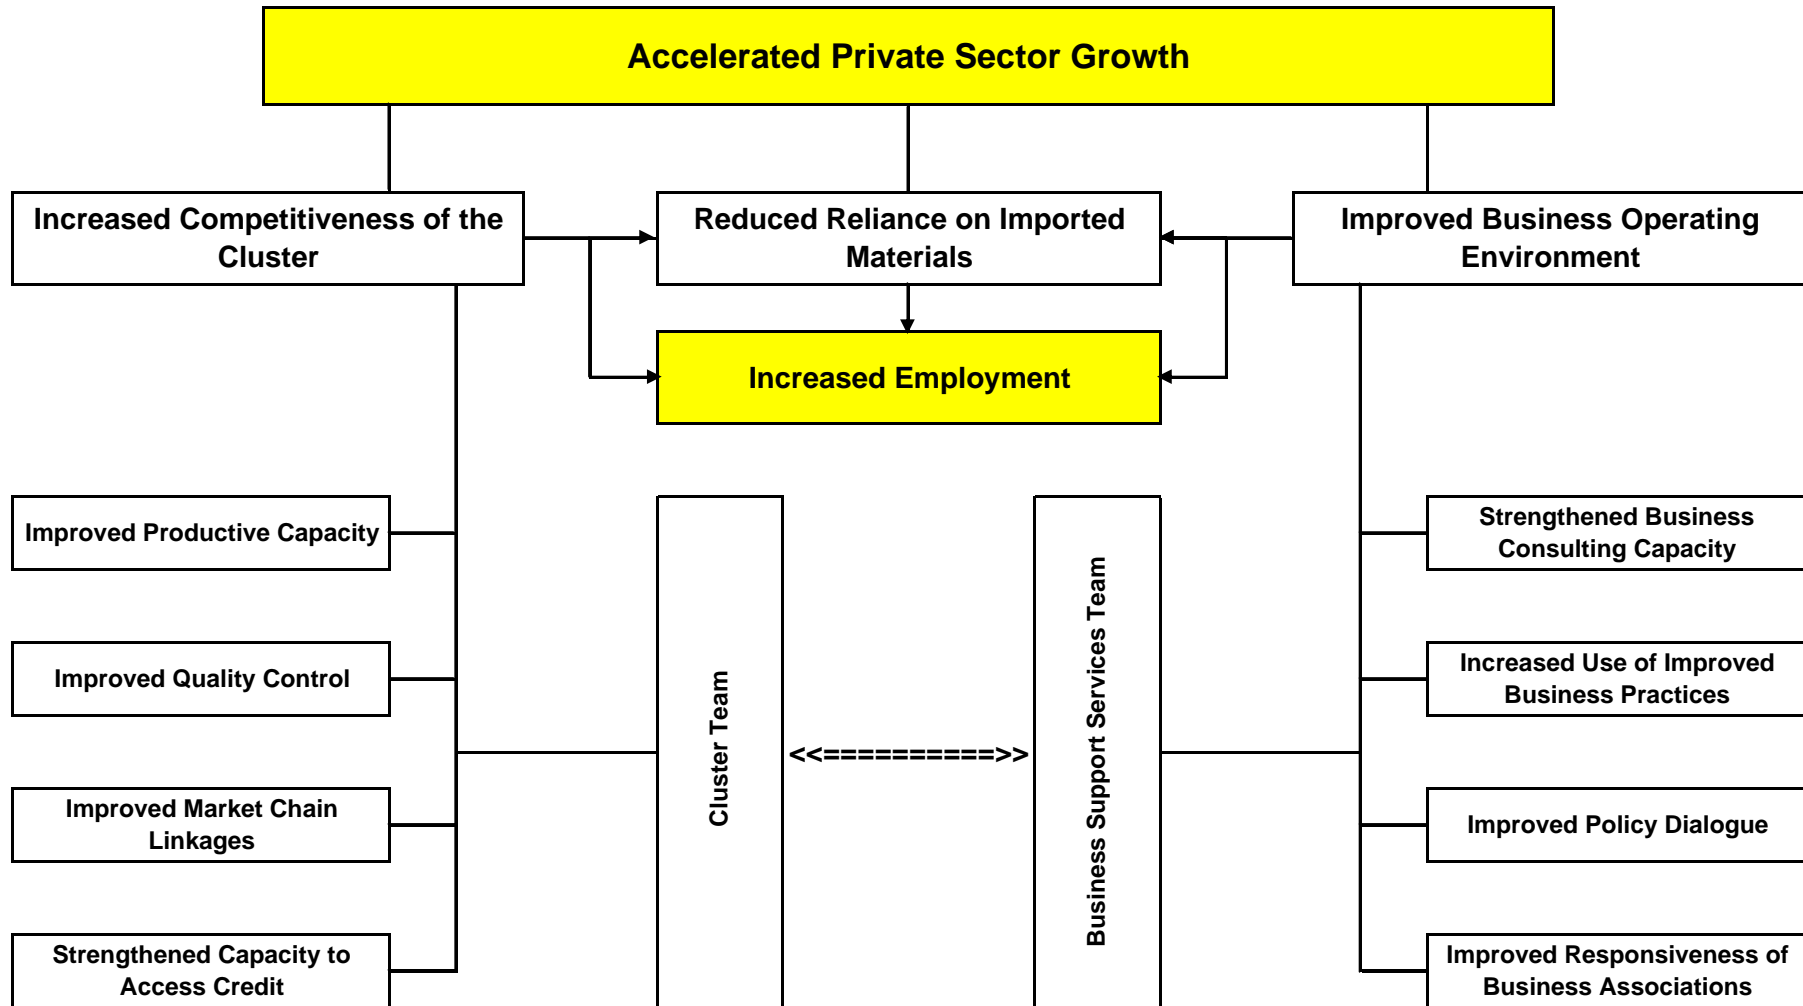 Accelerated Private Sector Growth
Increased Competitiveness of the
Cluster
Reduced Reliance on Imported
Materials
Improved Business Operating
Environment
Increased Employment
Improved Productive Capacity
Improved Quality Control
Improved Market Chain
Linkages
Strengthened Capacity to
Access Credit
Cluster Team
<<==========>>
Business Support Services Team
Strengthened Business
Consulting Capacity
Increased Use of Improved
Business Practices
Improved Policy Dialogue
Improved Responsiveness of
Business Associations